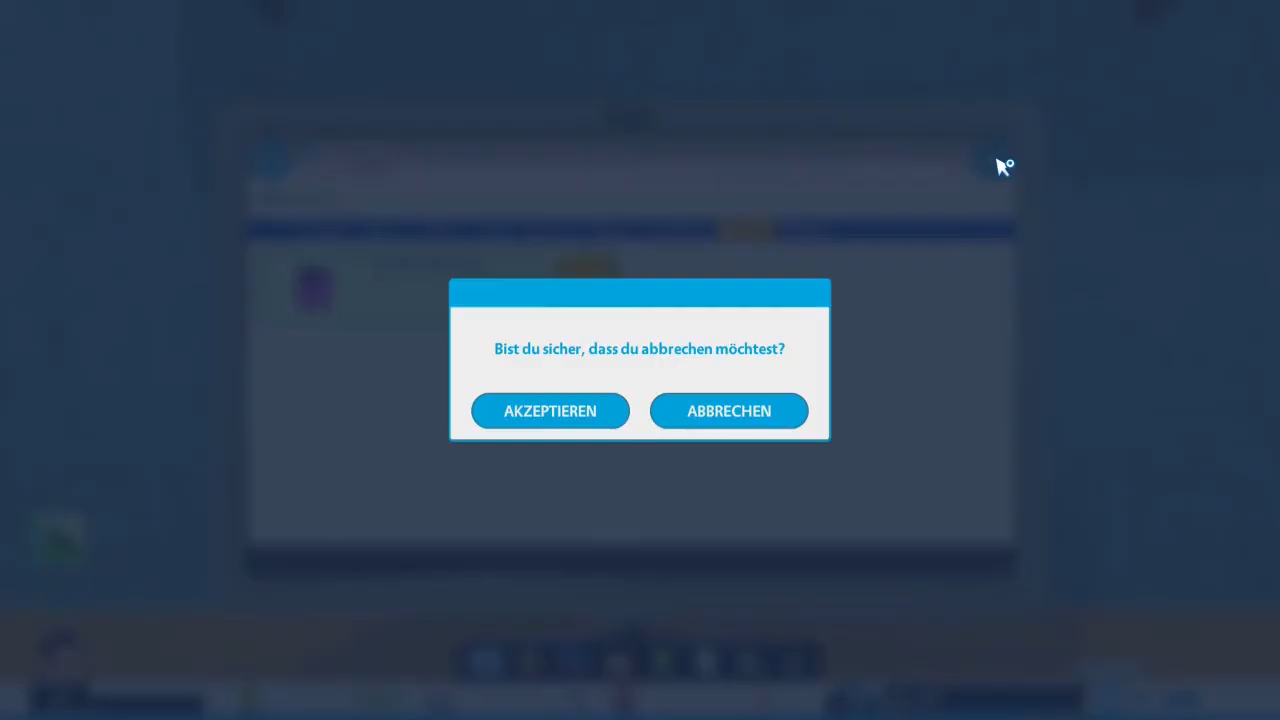 Bist du sicher, dass du abbrechen möchtest?
AKZEPTIEREN
ABBRECHEN